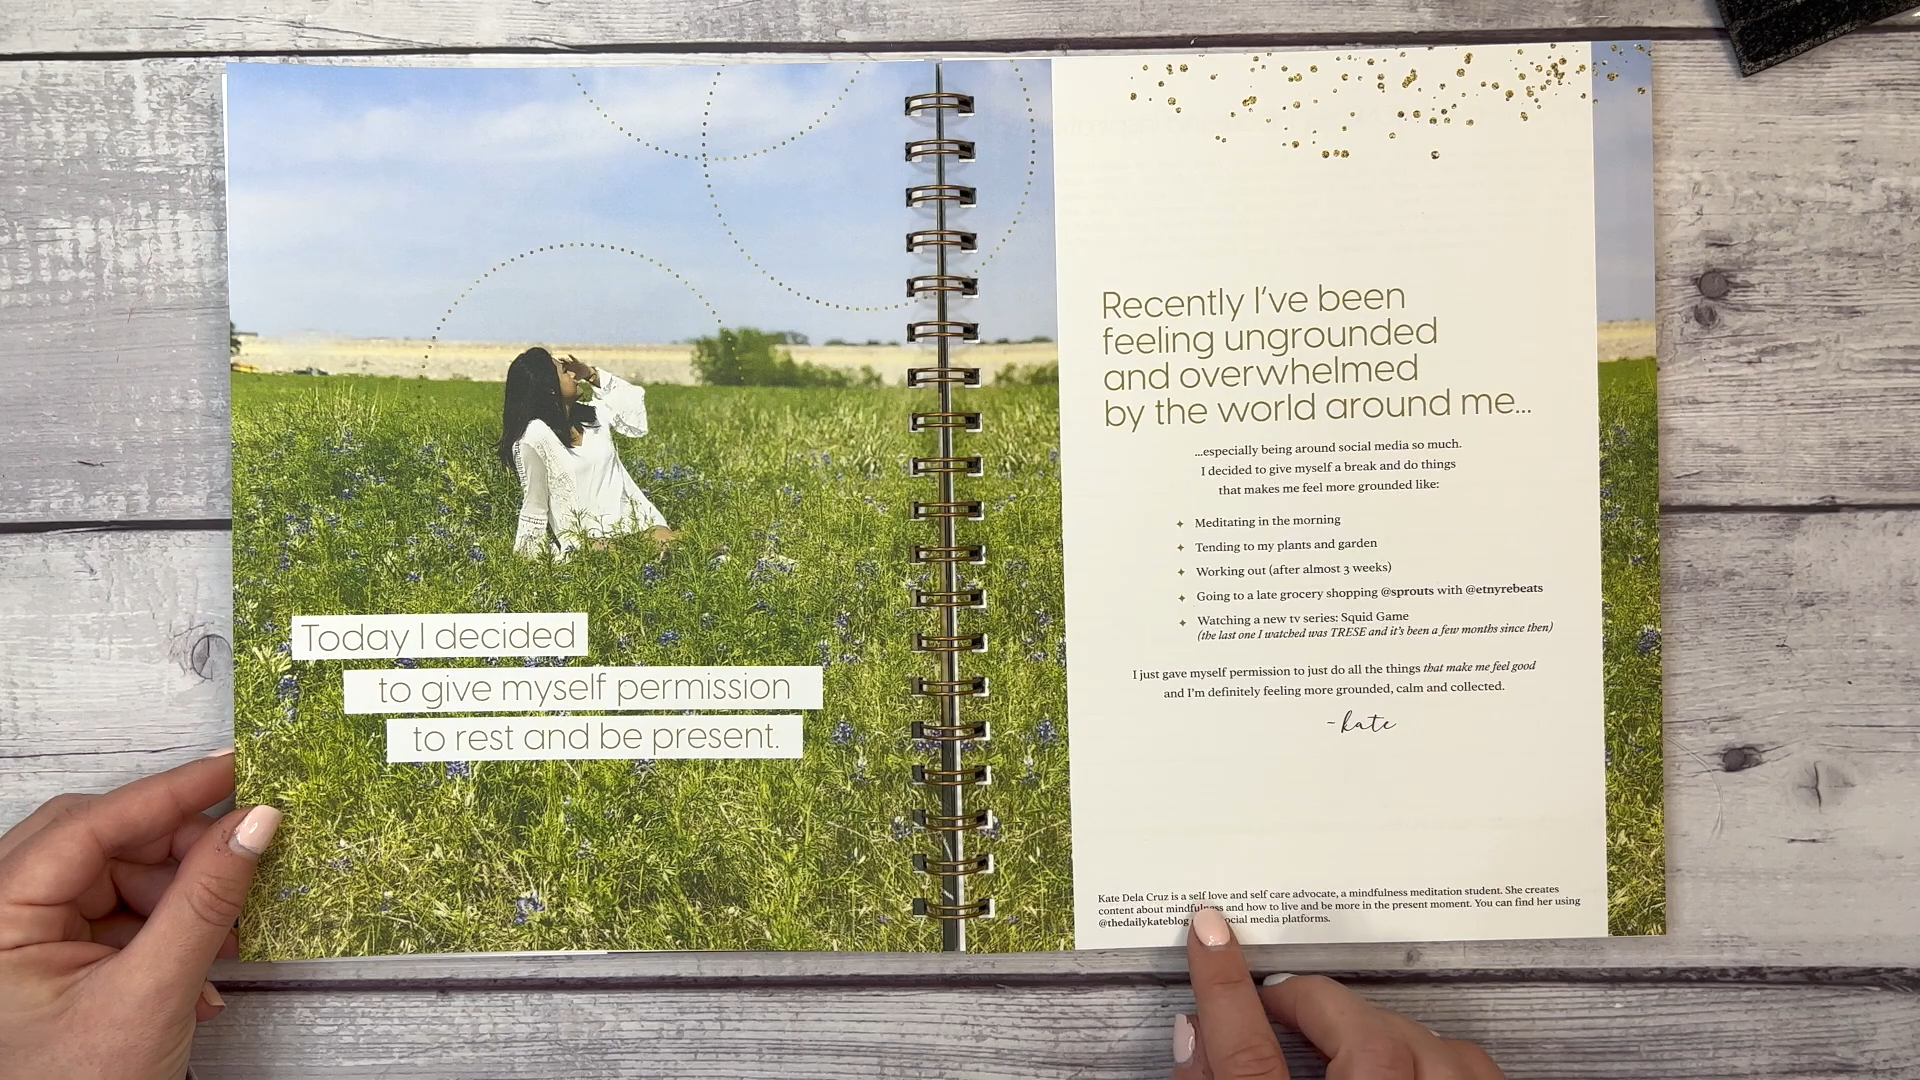 Today I decided
to give myself permission
to rest and be present.
Recently I've been
feeling ungrounded
and overwhelmed
by the world around me...
...especially being around social media so much.
I decided to give myself a break and do things
that makes me feel more grounded like:
Meditating in the morning
Tending to my plants and garden
Working out (after almost 3 weeks)
Going to a late grocery shopping @sprouts with @etnyrebeats
Watching a new tv series: Squid Game
(the last one I watched was TRESE and it's been a few months since then)
I just gave myself permission to just do all the things that make me feel good
and I'm definitely feeling more grounded, calm and collected.
- kate
Kate Dela Cruz is a self love and self care advocate, a mindfulness meditation student. She creates
content about mindfulness and how to live and be more in the present moment. You can find her using
@thedailykateblog social media platforms.